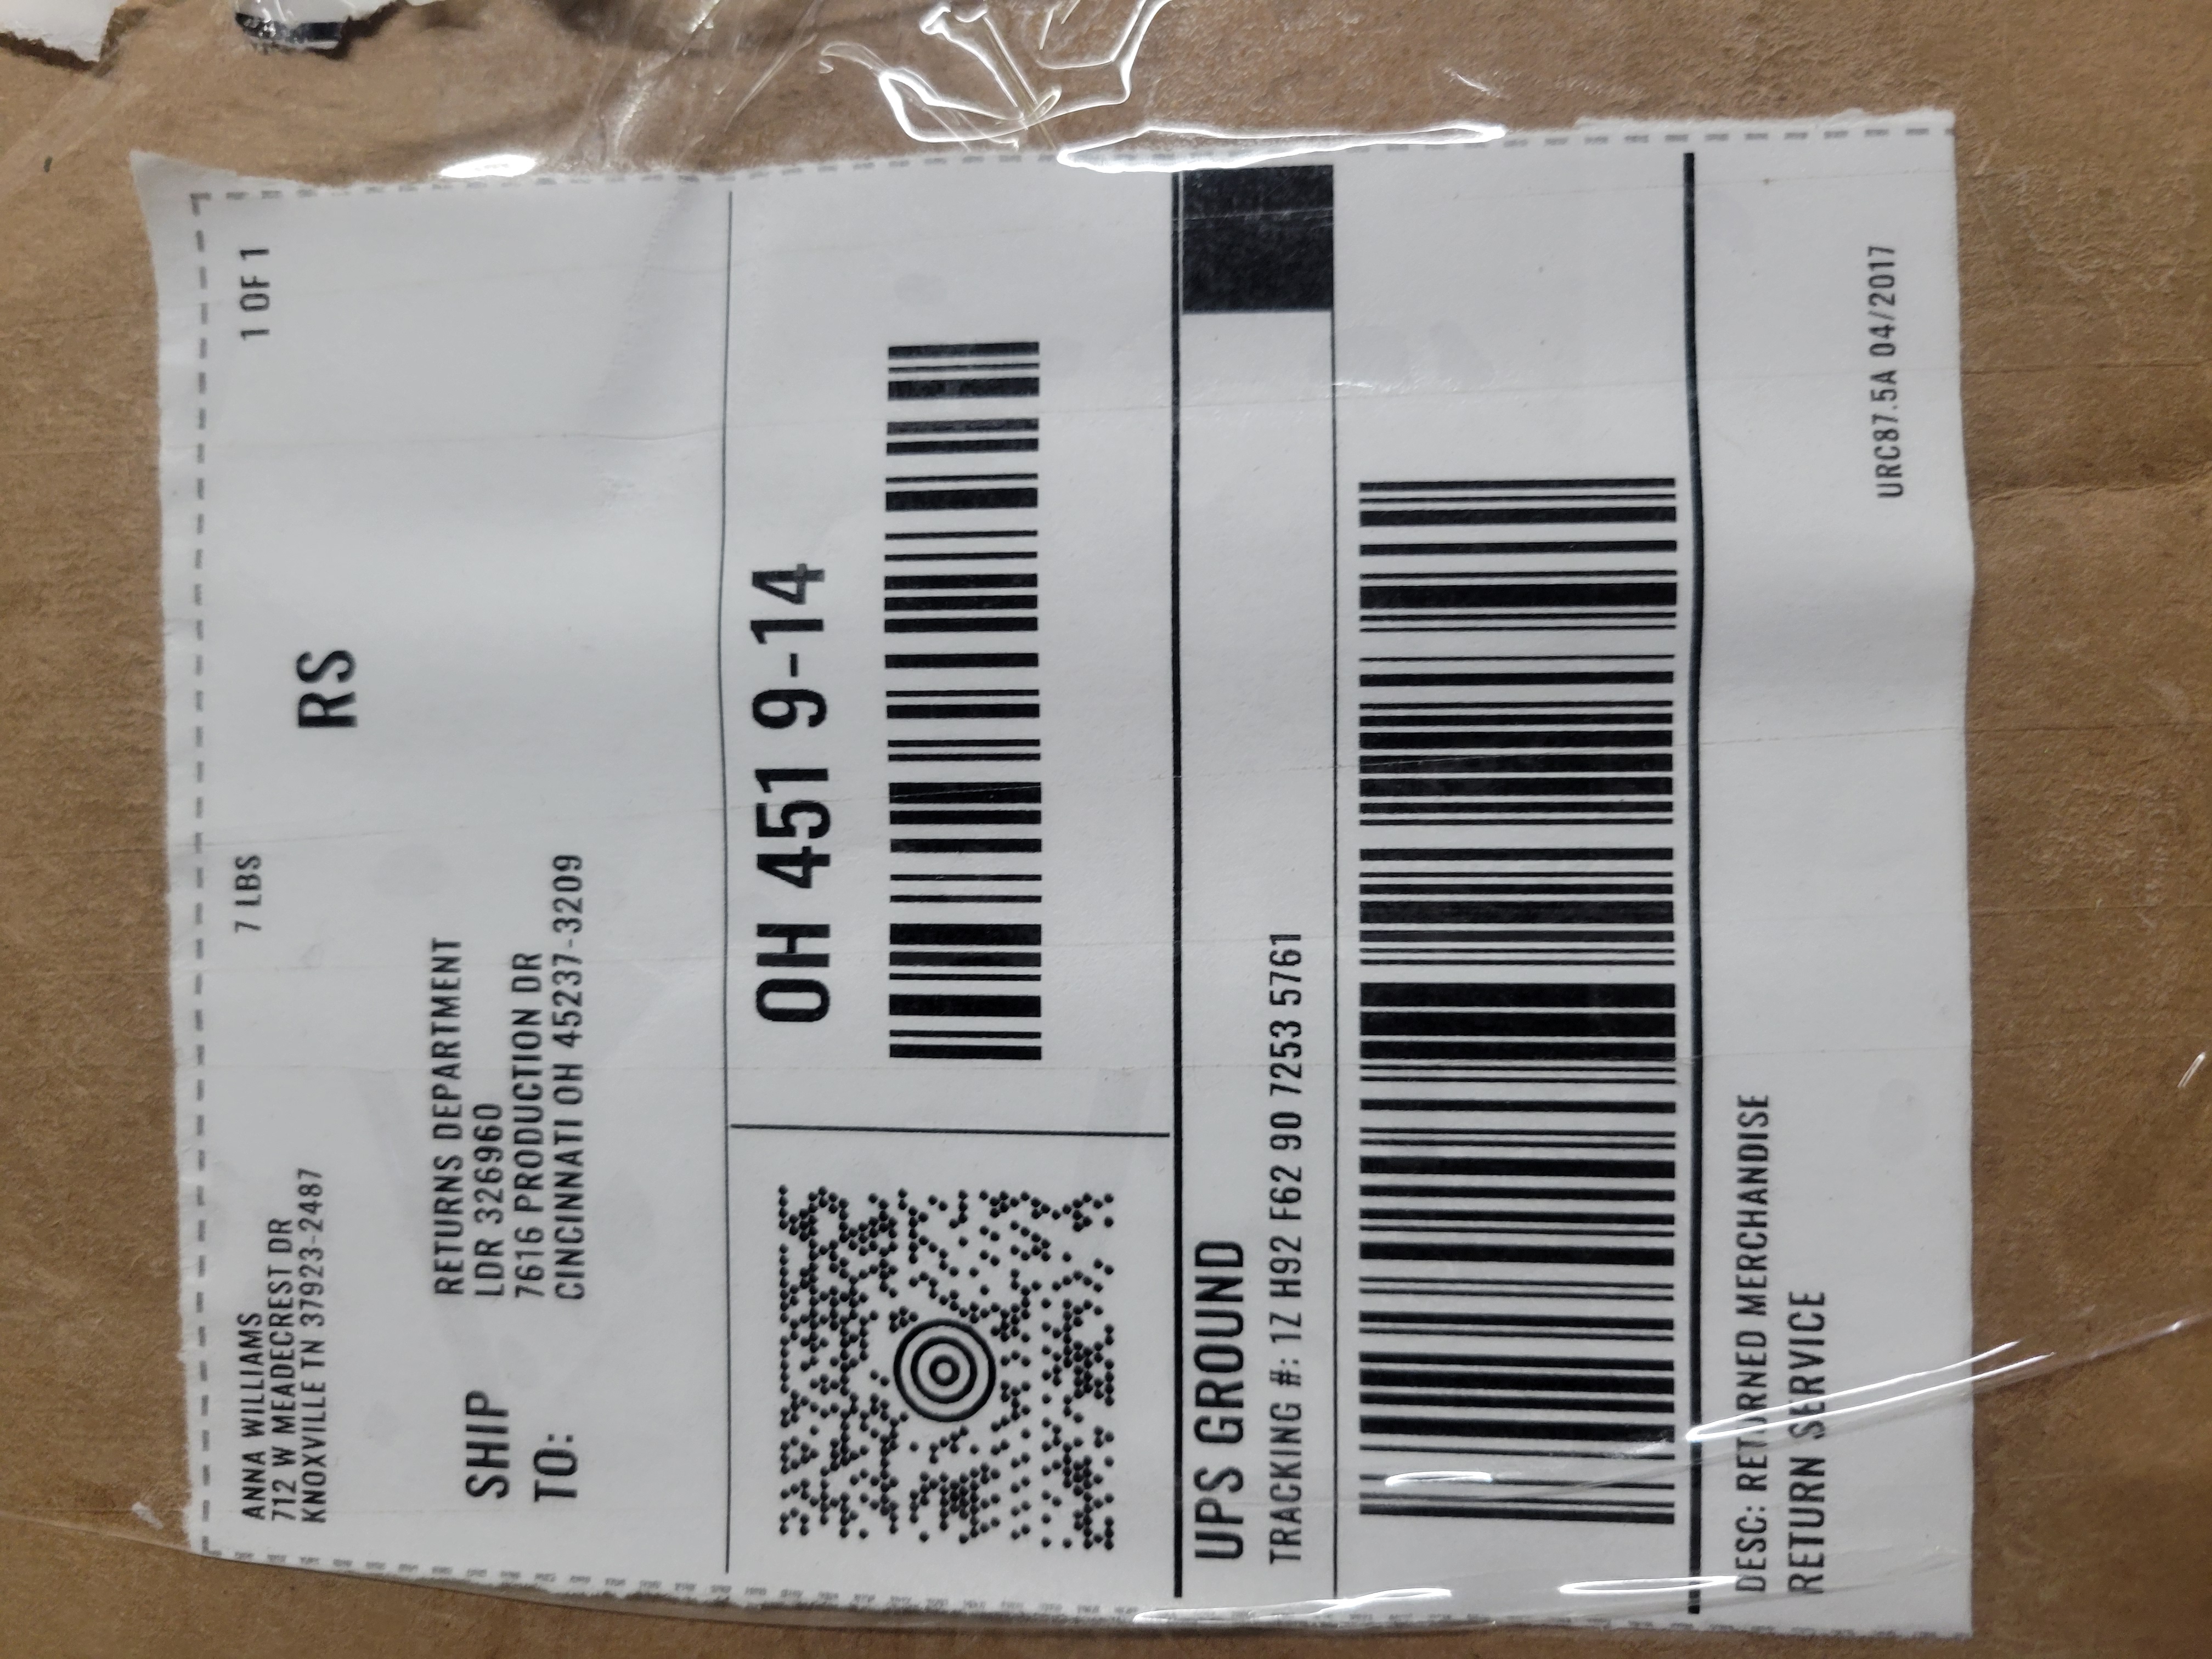 ANNA WILLIAMS
712 W MEADECREST DR
KNOXVILLE TN 37923-2487
7 LBS
1 OF 1
RS
SHIP
TO:
RETURNS DEPARTMENT
LDR 326960
7616 PRODUCTION DR
CINCINNATI OH 45237-3209
OH 451 9-14
UPS GROUND
TRACKING #: 1Z H92 F62 90 7253 5761
DESC: RETURNED MERCHANDISE
RETURN SERVICE
URC87.5A 04/2017